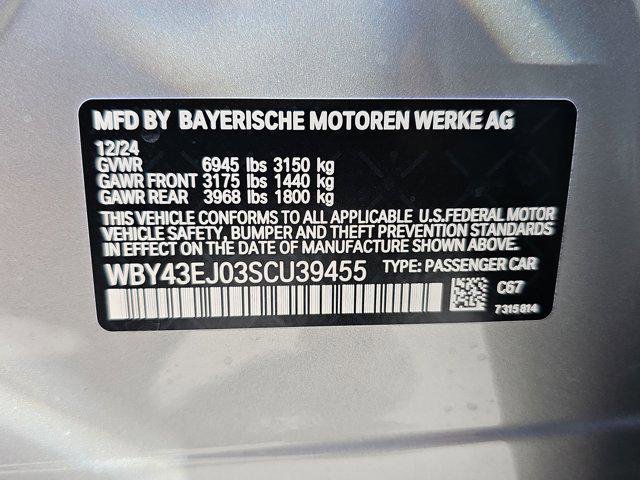 MFD BY BAYERISCHE MOTOREN WERKE AG
12/24
GVWR 6945 lbs 3150 kg
GAWR FRONT 3175 lbs 1440 kg
GAWR REAR 3968 lbs 1800 kg
THIS VEHICLE CONFORMS TO ALL APPLICABLE U.S.FEDERAL MOTOR
VEHICLE SAFETY, BUMPER AND THEFT PREVENTION STANDARDS
IN EFFECT ON THE DATE OF MANUFACTURE SHOWN ABOVE.
WBY43EJ03SCU39455 TYPE: PASSENGER CAR
C67
7315814